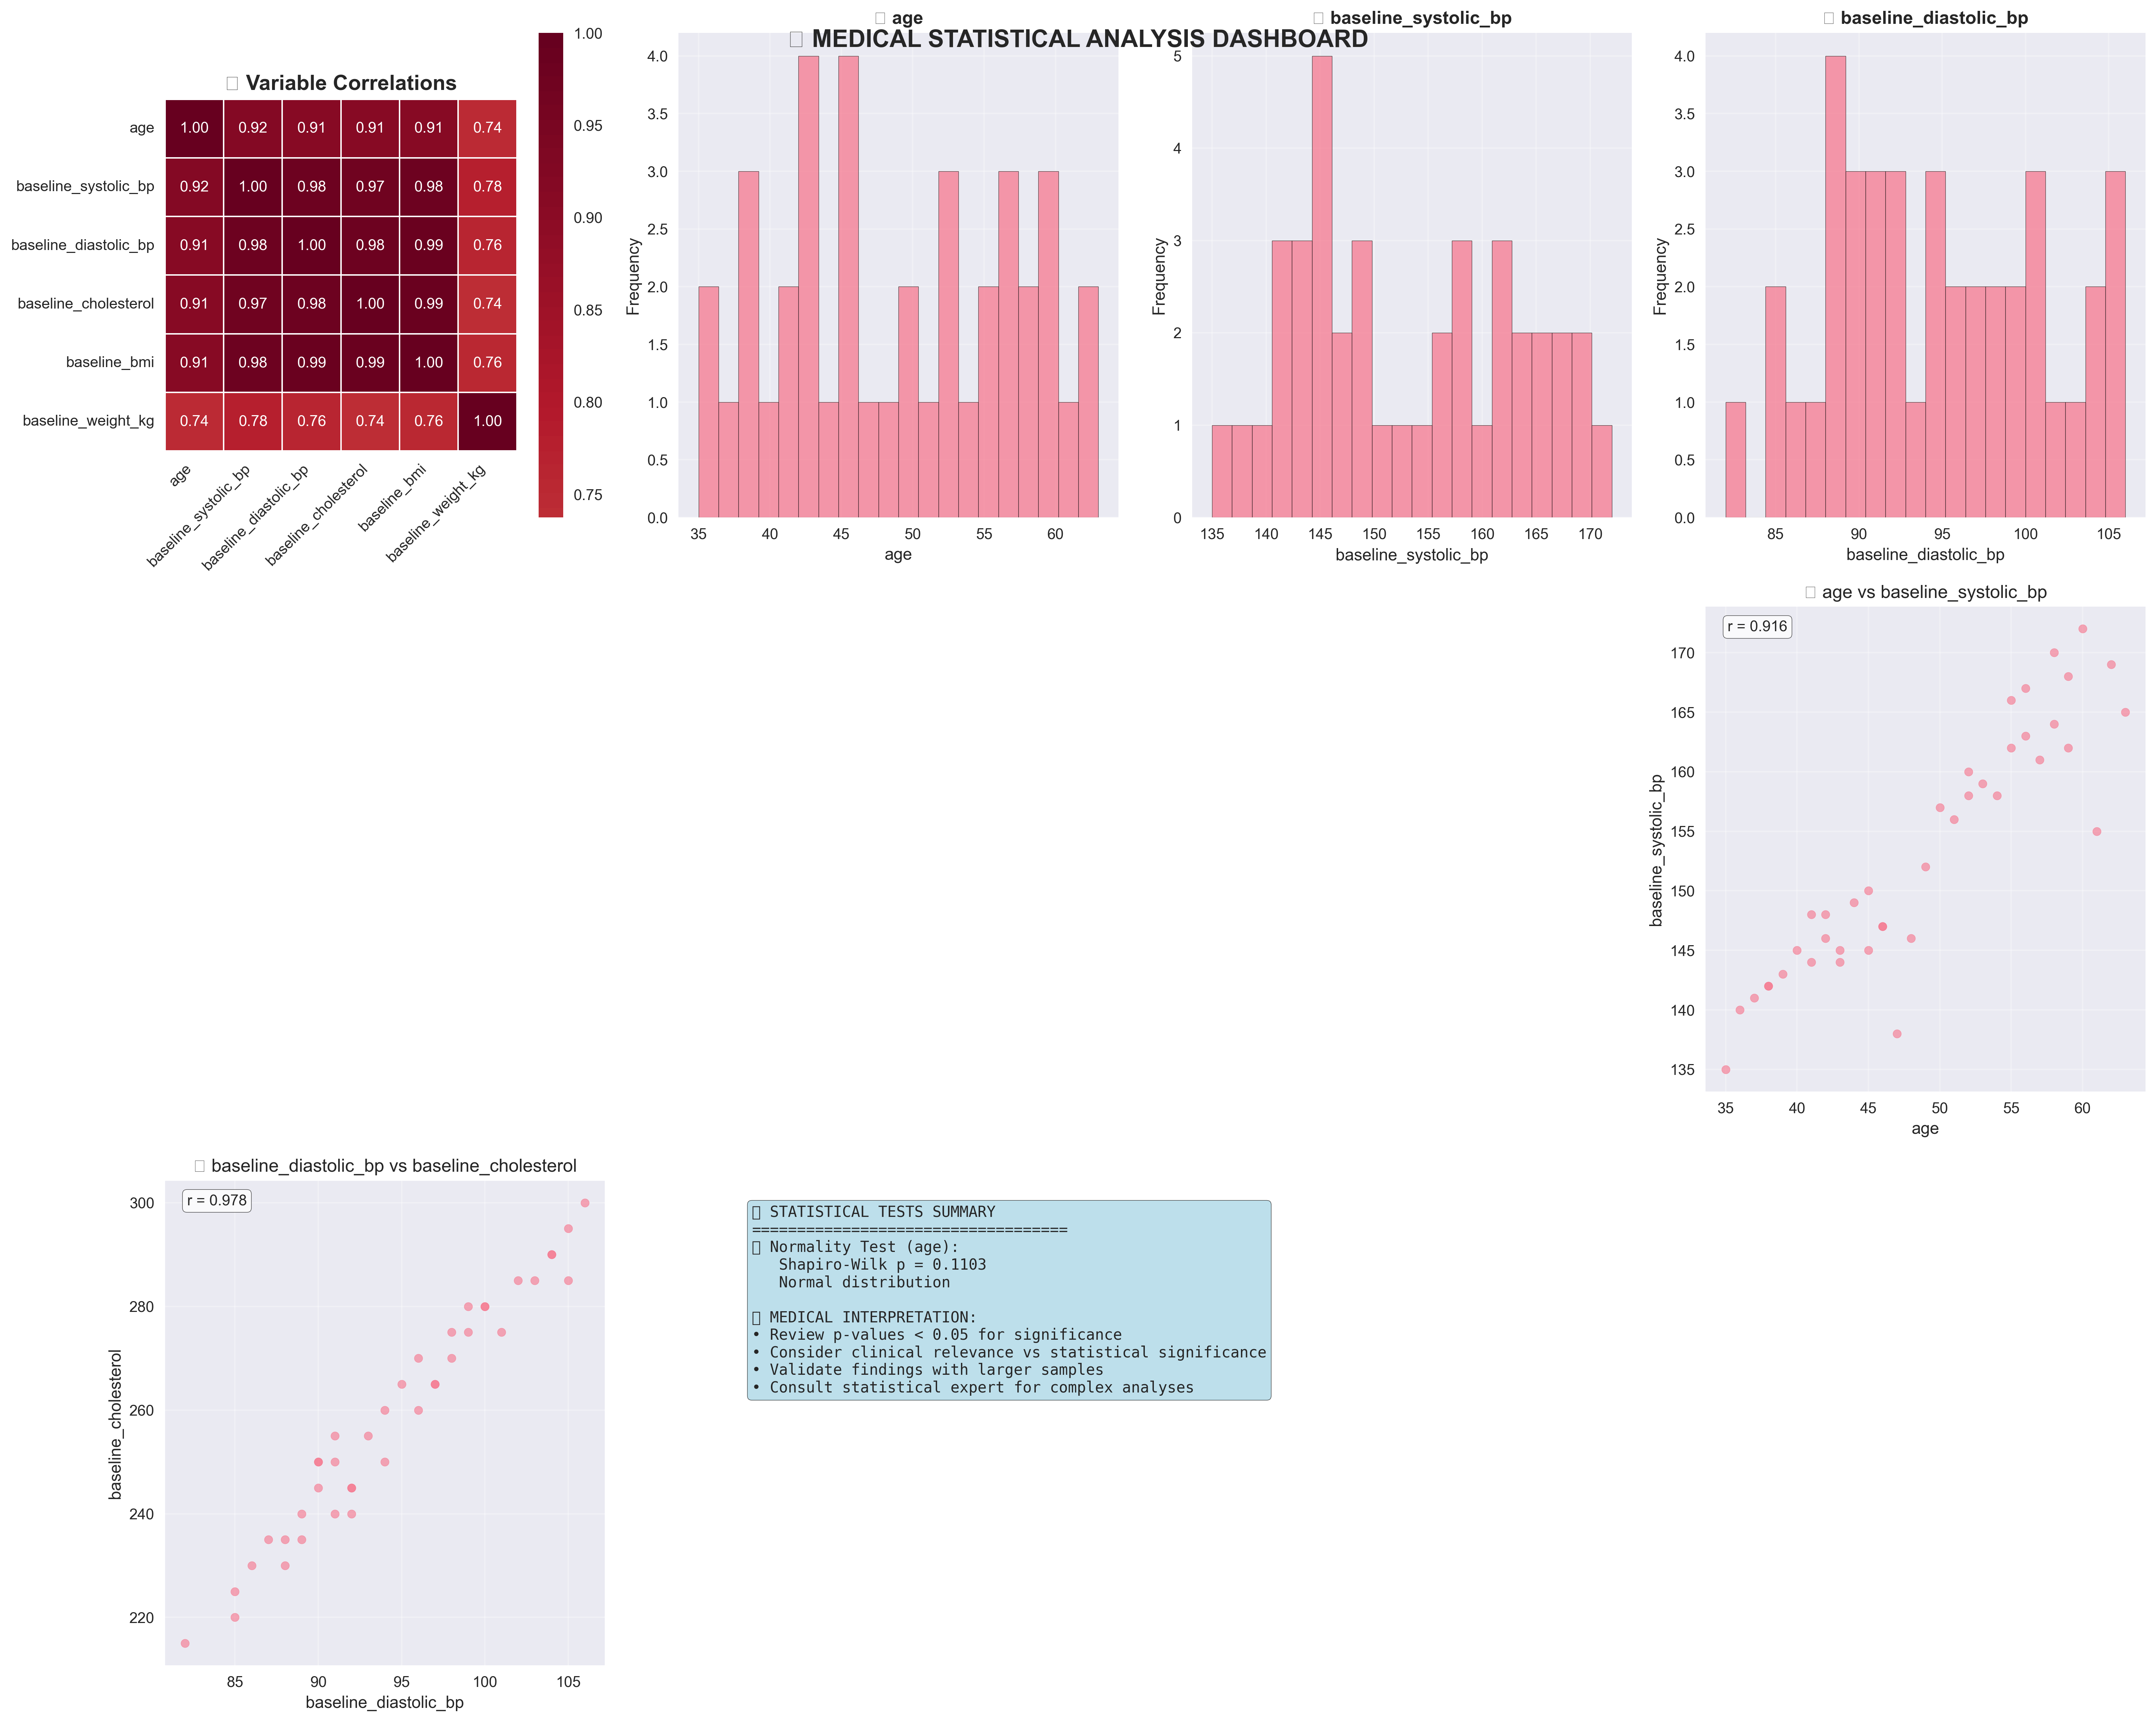 MEDICAL STATISTICAL ANALYSIS DASHBOARD
Variable Correlations
age
baseline_systolic_bp
baseline_diastolic_bp
baseline_cholesterol
baseline_bmi
baseline_weight_kg
1.00 0.92 0.91 0.91 0.91 0.74
0.92 1.00 0.98 0.97 0.98 0.78
0.91 0.98 1.00 0.98 0.99 0.76
0.91 0.97 0.98 1.00 0.99 0.74
0.91 0.98 0.99 0.99 1.00 0.76
0.74 0.78 0.76 0.74 0.76 1.00
age
baseline_systolic_bp
baseline_diastolic_bp
baseline_cholesterol
baseline_bmi
baseline_weight_kg
1.00
0.95
0.90
0.85
0.80
0.75
age
Frequency
4.0
3.5
3.0
2.5
2.0
1.5
1.0
0.5
0.0
35 40 45 50 55 60
age
baseline_systolic_bp
Frequency
5
4
3
2
1
0
135 140 145 150 155 160 165 170
baseline_systolic_bp
baseline_diastolic_bp
Frequency
4.0
3.5
3.0
2.5
2.0
1.5
1.0
0.5
0.0
85 90 95 100 105
baseline_diastolic_bp
age vs baseline_systolic_bp
r = 0.916
baseline_systolic_bp
170
165
160
155
150
145
140
135
35 40 45 50 55 60
age
baseline_diastolic_bp vs baseline_cholesterol
r = 0.978
baseline_cholesterol
300
280
260
240
220
85 90 95 100 105
baseline_diastolic_bp
STATISTICAL TESTS SUMMARY
===================================
Normality Test (age):
Shapiro-Wilk p = 0.1103
Normal distribution
MEDICAL INTERPRETATION:
• Review p-values < 0.05 for significance
• Consider clinical relevance vs statistical significance
• Validate findings with larger samples
• Consult statistical expert for complex analyses